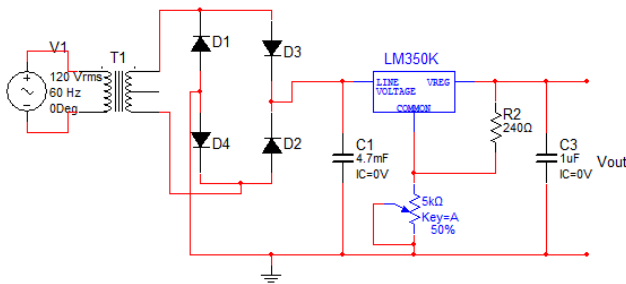 V1
120 Vrms
60 Hz
0Deg
T1
D1
D3
D4
D2
LM350K
LINE VREG
VOLTAGE
COMMON
C1
4.7mF
IC=0V
R2
240Ω
C3
1uF
IC=0V
Vout
5kΩ
Key=A
50%